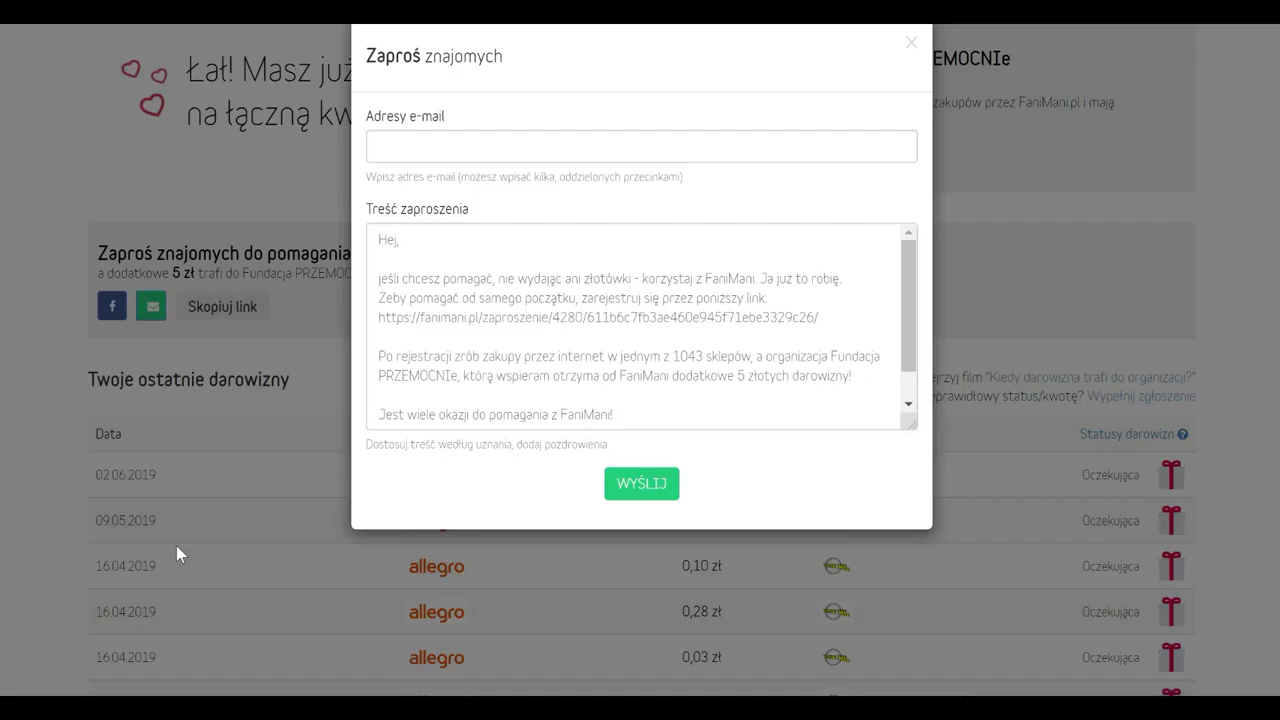 Zaproś znajomych
×
Adresy e-mail
Wpisz adres e-mail (możesz wpisać kilka, oddzielonych przecinkami)
Treść zaproszenia
Hej,
jeśli chcesz pomagać, nie wydając ani złotówki - korzystaj z FaniMani. Ja już to robię.
Żeby pomagać od samego początku, zarejestruj się przez poniższy link:
https://fanimani.pl/zaproszenie/4280/611b6c7fb3ae460e945f71ebe3329c26/
Po rejestracji zrób zakupy przez internet w jednym z 1043 sklepów, a organizacja Fundacja
PRZEMOCNIe, którą wspieram otrzyma od FaniMani dodatkowe 5 złotych darowizny!
Jest wiele okazji do pomagania z FaniMani!
Dostosuj treść według uznania, dodaj pozdrowienia
WYŚLIJ
Łał! Masz już
na łączną kw
ZEMOCNIe
zakupów przez FaniMani.pl i mają
Zaproś znajomych do pomagania
a dodatkowe 5 zł trafi do Fundacja PRZEMOC
f
Skopiuj link
Twoje ostatnie darowizny
jrzyj film "Kiedy darowizna trafi do organizacji?"
eprawidłowy status/kwotę? Wypełnij zgłoszenie
Data Statusy darowizn ?
02.06.2019 Oczekująca
09.05.2019 Oczekująca
16.04.2019 allegro 0,10 zł Oczekująca
16.04.2019 allegro 0,28 zł Oczekująca
16.04.2019 allegro 0,03 zł Oczekująca